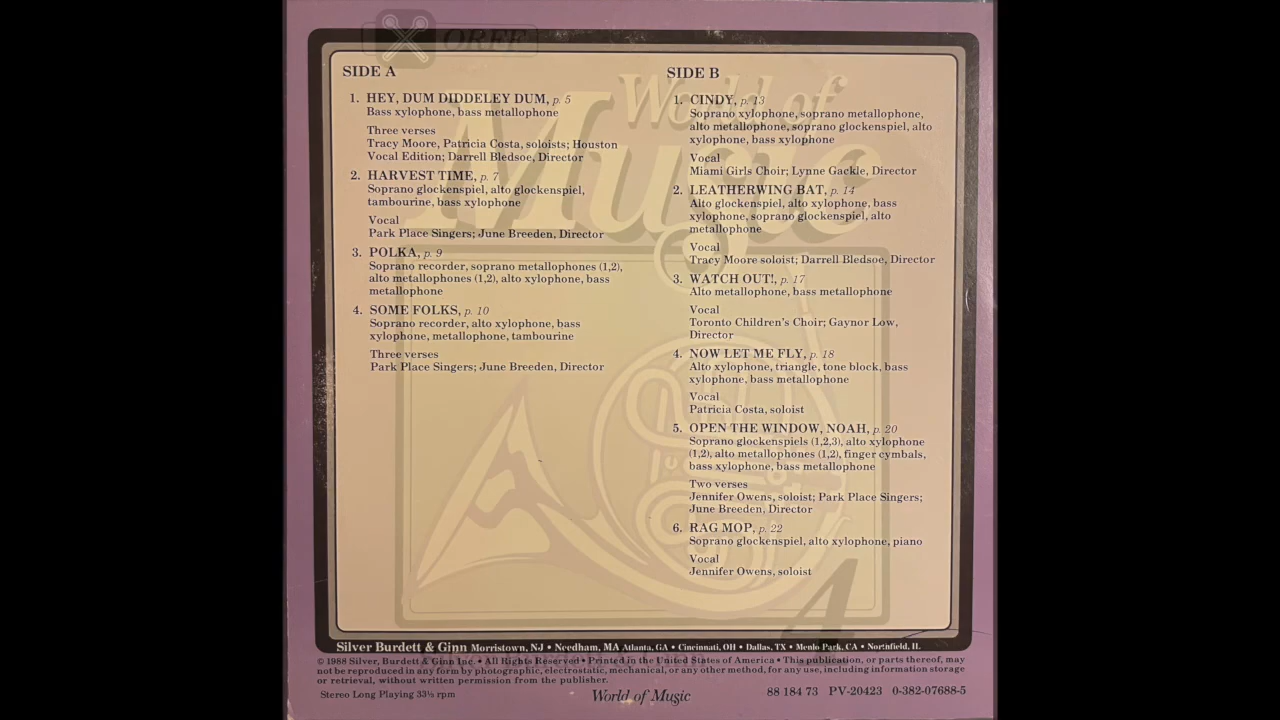 ORFF
World of
Music
4
SIDE A
1. HEY, DUM DIDDELEY DUM, p. 5
Bass xylophone, bass metallophone
Three verses
Tracy Moore, Patricia Costa, soloists; Houston
Vocal Edition; Darrell Bledsoe, Director
2. HARVEST TIME, p. 7
Soprano glockenspiel, alto glockenspiel,
tambourine, bass xylophone
Vocal
Park Place Singers; June Breeden, Director
3. POLKA, p. 9
Soprano recorder, soprano metallophones (1,2),
alto metallophones (1,2), alto xylophone, bass
metallophone
4. SOME FOLKS, p. 10
Soprano recorder, alto xylophone, bass
xylophone, metallophone, tambourine
Three verses
Park Place Singers; June Breeden, Director
SIDE B
1. CINDY, p. 13
Soprano xylophone, soprano metallophone,
alto metallophone, soprano glockenspiel, alto
xylophone, bass xylophone
Vocal
Miami Girls Choir; Lynne Gackle, Director
2. LEATHERWING BAT, p. 14
Alto glockenspiel, alto xylophone, bass
xylophone, soprano glockenspiel, alto
metallophone
Vocal
Tracy Moore soloist; Darrell Bledsoe, Director
3. WATCH OUT!, p. 17
Alto metallophone, bass metallophone
Vocal
Toronto Children's Choir; Gaynor Low,
Director
4. NOW LET ME FLY, p. 18
Alto xylophone, triangle, tone block, bass
xylophone, bass metallophone
Vocal
Patricia Costa, soloist
5. OPEN THE WINDOW, NOAH, p. 20
Soprano glockenspiels (1,2,3), alto xylophone
(1,2), alto metallophones (1,2), finger cymbals,
bass xylophone, bass metallophone
Two verses
Jennifer Owens, soloist; Park Place Singers;
June Breeden, Director
6. RAG MOP, p. 22
Soprano glockenspiel, alto xylophone, piano
Vocal
Jennifer Owens, soloist
Silver Burdett & Ginn Morristown, NJ • Needham, MA Atlanta, GA • Cincinnati, OH • Dallas, TX • Menlo Park, CA • Northfield, IL
© 1988 Silver, Burdett & Ginn Inc. • All Rights Reserved • Printed in the United States of America • This publication, or parts thereof, may
not be reproduced in any form by photographic, electrostatic, mechanical, or any other method, for any use, including information storage
or retrieval, without written permission from the publisher.
Stereo Long Playing 33⅓ rpm
World of Music
88 184 73 PV-20423 0-382-07688-5